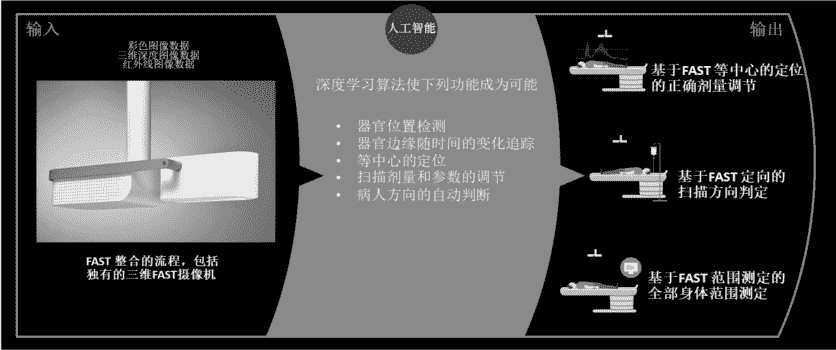 输入
彩色图像数据
三维深度图像数据
红外线图像数据
FAST 整合的流程，包括
独有的三维FAST摄像机
人工智能
深度学习算法使下列功能成为可能
• 器官位置检测
• 器官边缘随时间的变化追踪
• 等中心的定位
• 扫描剂量和参数的调节
• 病人方向的自动判断
输出
基于FAST 等中心的定位
的正确剂量调节
基于FAST 定向的
扫描方向判定
基于FAST 范围测定的
全部身体范围测定